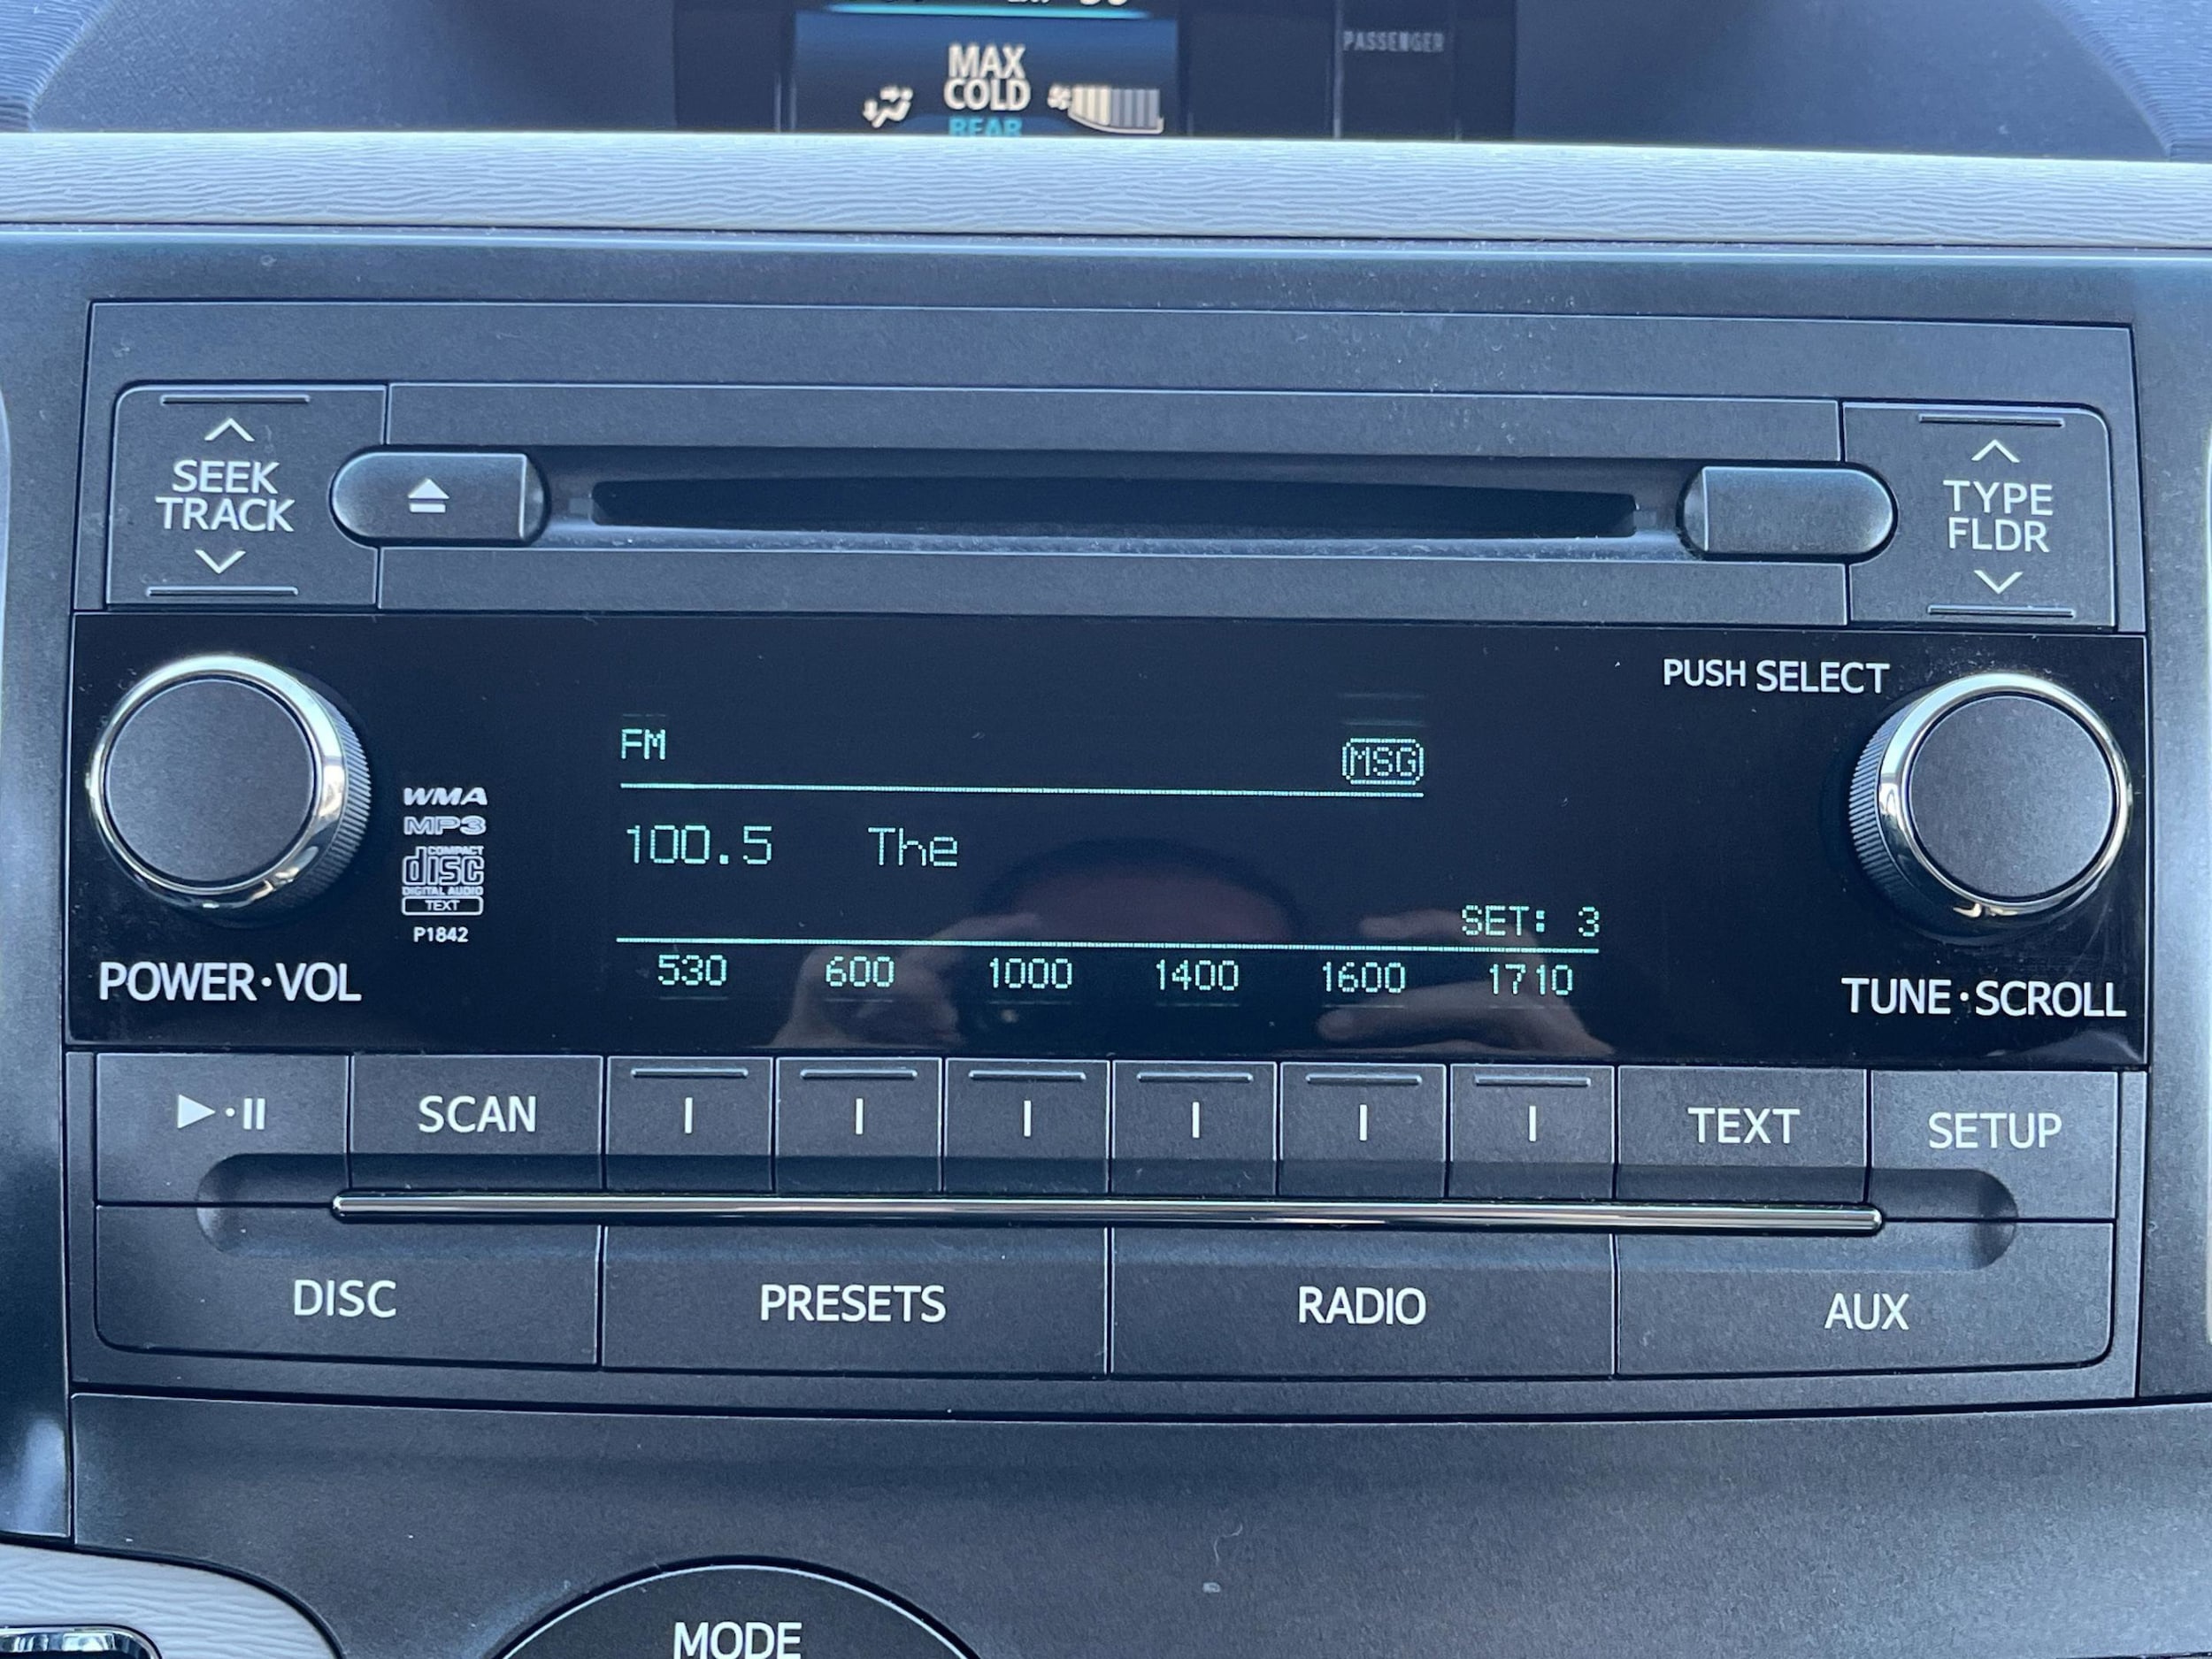 PASSENGER
MAX
COLD
REAR
SEEK
TRACK
TYPE
FLDR
PUSH SELECT
FM
MSG
WMA
MP3
100.5 The
COMPACT
disc
DIGITAL AUDIO
TEXT
P1842
SET: 3
530 600 1000 1400 1600 1710
POWER·VOL
TUNE·SCROLL
SCAN
TEXT
SETUP
DISC
PRESETS
RADIO
AUX
MODE